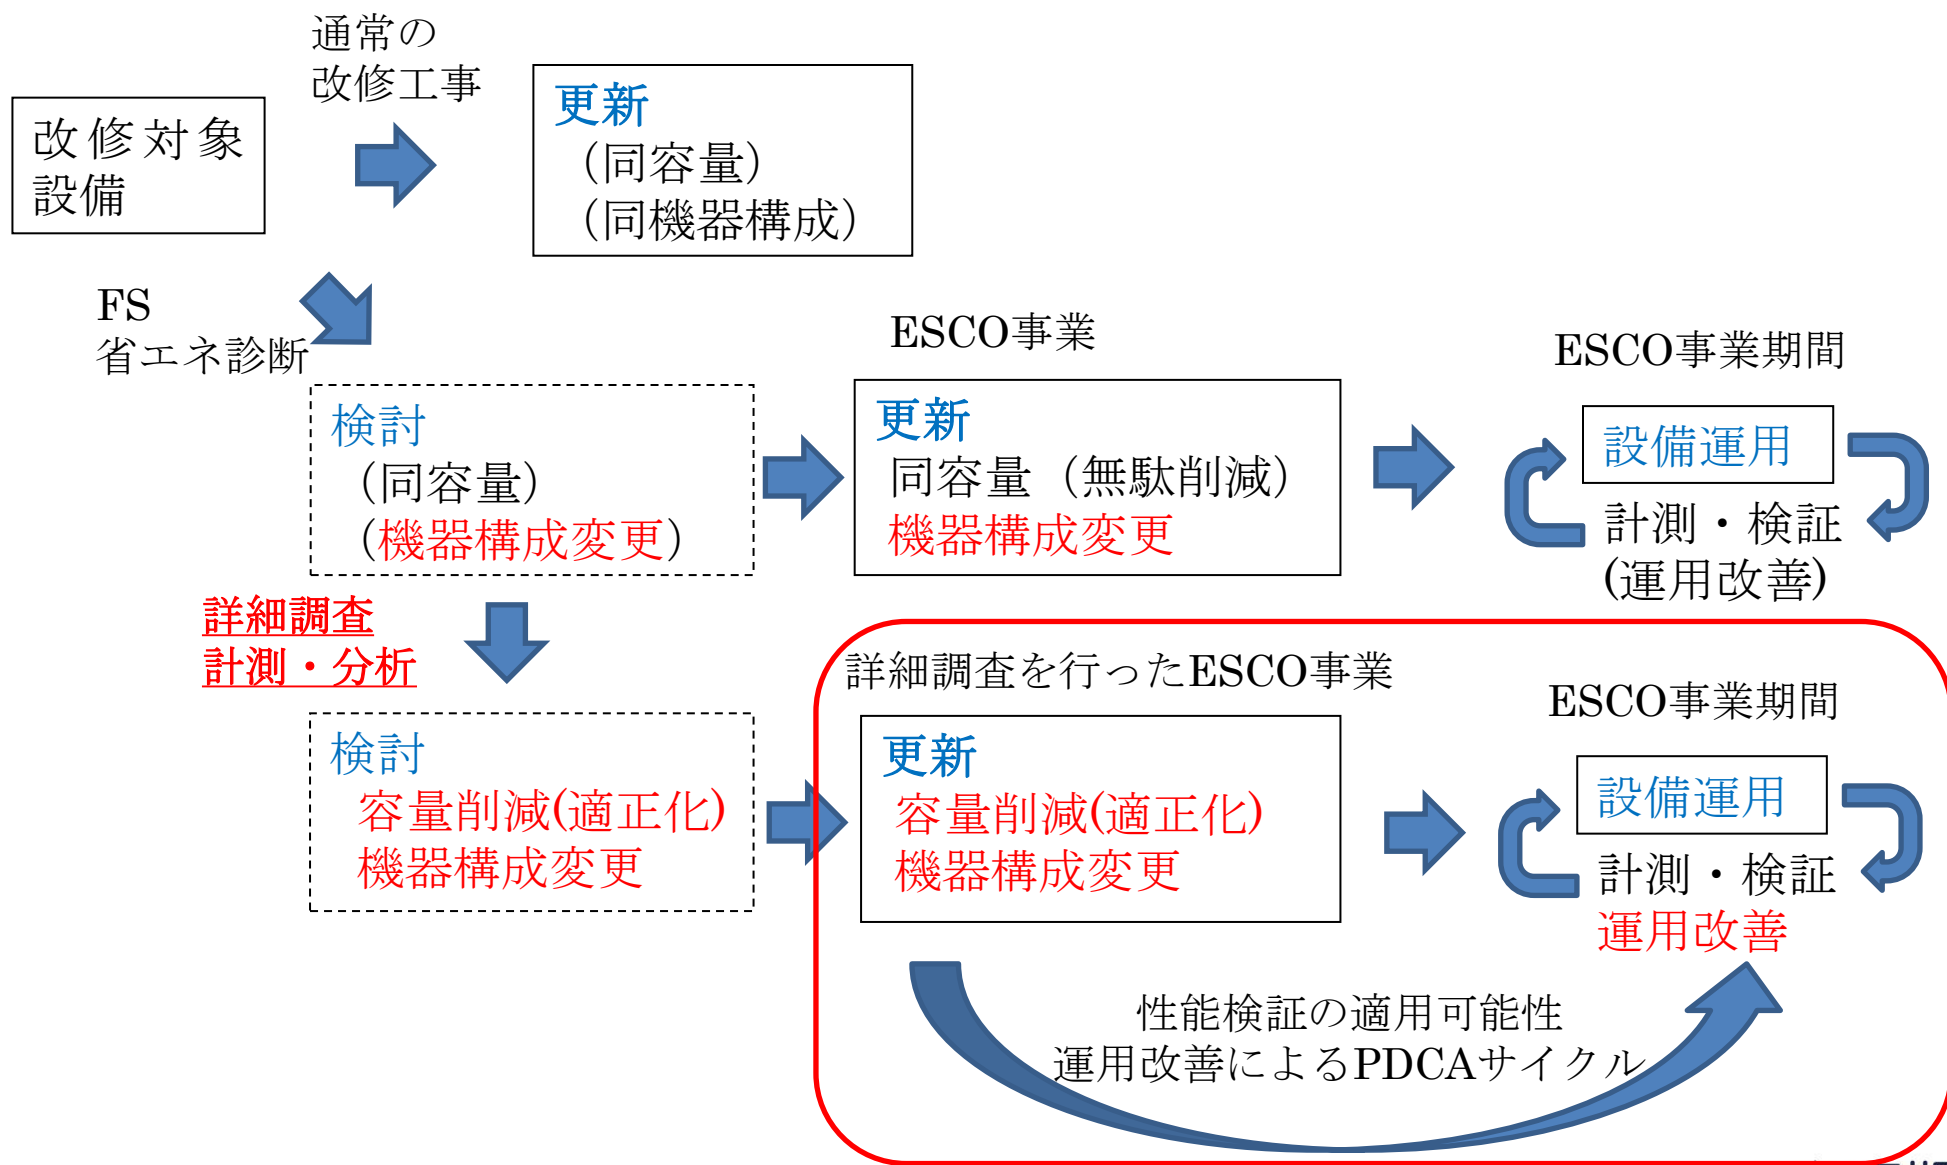 通常の
改修工事
改修対象
設備
更新
（同容量）
（同機器構成）
FS
省エネ診断
検討
（同容量）
（機器構成変更）
ESCO事業
更新
同容量（無駄削減）
機器構成変更
ESCO事業期間
設備運用
計測・検証
(運用改善)
詳細調査
計測・分析
検討
容量削減(適正化)
機器構成変更
詳細調査を行ったESCO事業
更新
容量削減(適正化)
機器構成変更
ESCO事業期間
設備運用
計測・検証
運用改善
性能検証の適用可能性
運用改善によるPDCAサイクル